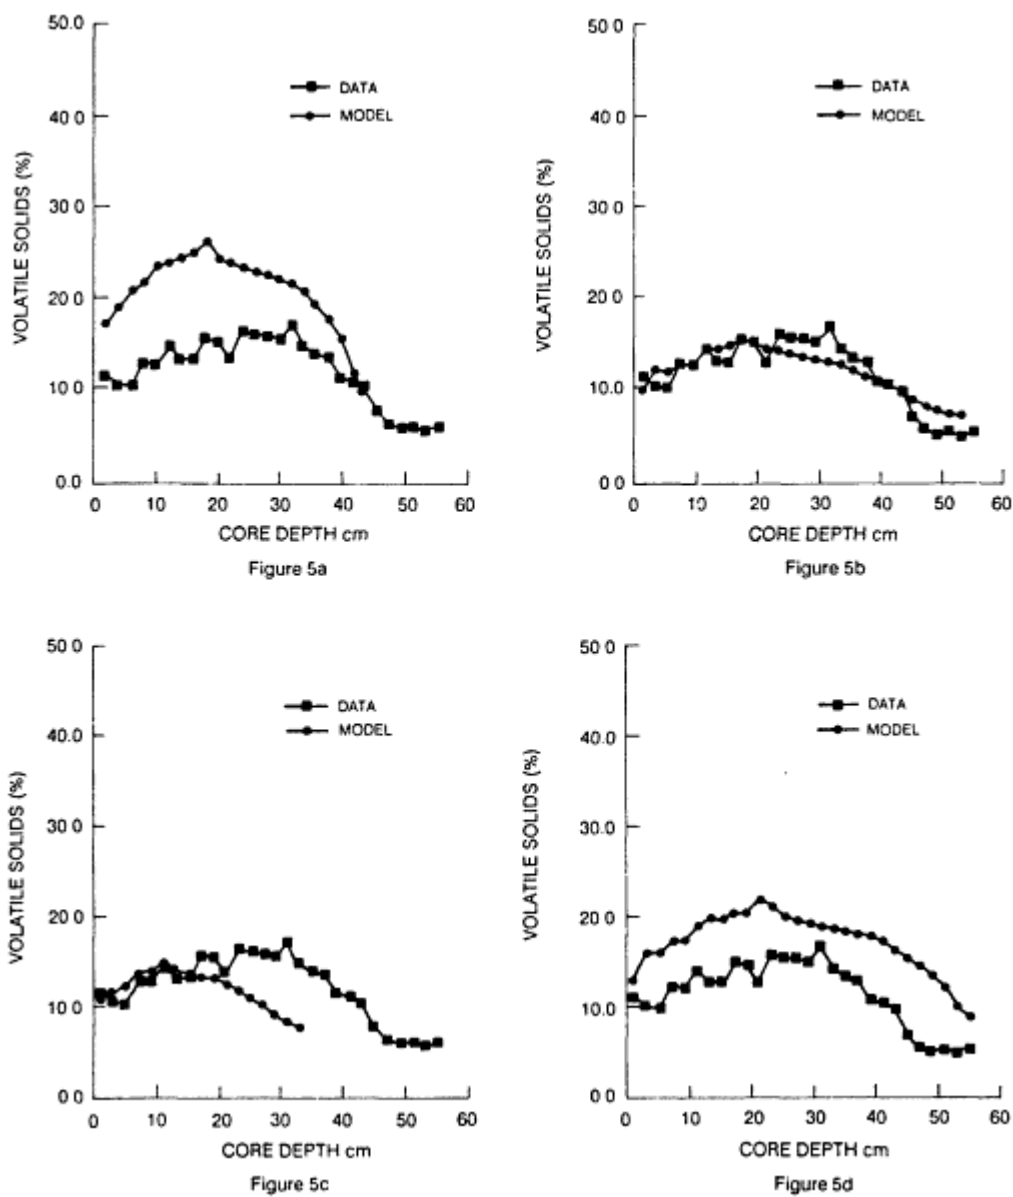 50.0
40 0
30 0
20 0
10.0
0.0
VOLATILE SOLIDS (%)
DATA
MODEL
0 10 20 30 40 50 60
CORE DEPTH cm
Figure 5a
50 0
40.0
30 0
20 0
10.0
0 0
VOLATILE SOLIDS (%)
DATA
MODEL
0 10 20 30 40 50 60
CORE DEPTH cm
Figure 5b
50 0
40.0
30 0
20 0
10.0
0 0
VOLATILE SOLIDS (%)
DATA
MODEL
0 10 20 30 40 50 60
CORE DEPTH cm
Figure 5c
50 0
40.0
30.0
20.0
10.0
0 0
VOLATILE SOLIDS (%)
DATA
MODEL
0 10 20 30 40 50 60
CORE DEPTH cm
Figure 5d